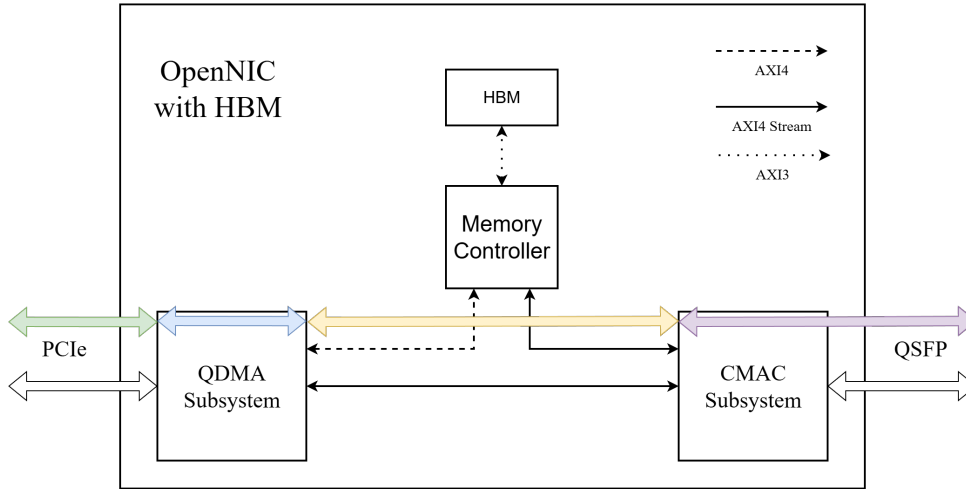 OpenNIC
with HBM
HBM
AXI4
AXI4 Stream
AXI3
Memory
Controller
PCIe
QDMA
Subsystem
CMAC
Subsystem
QSFP